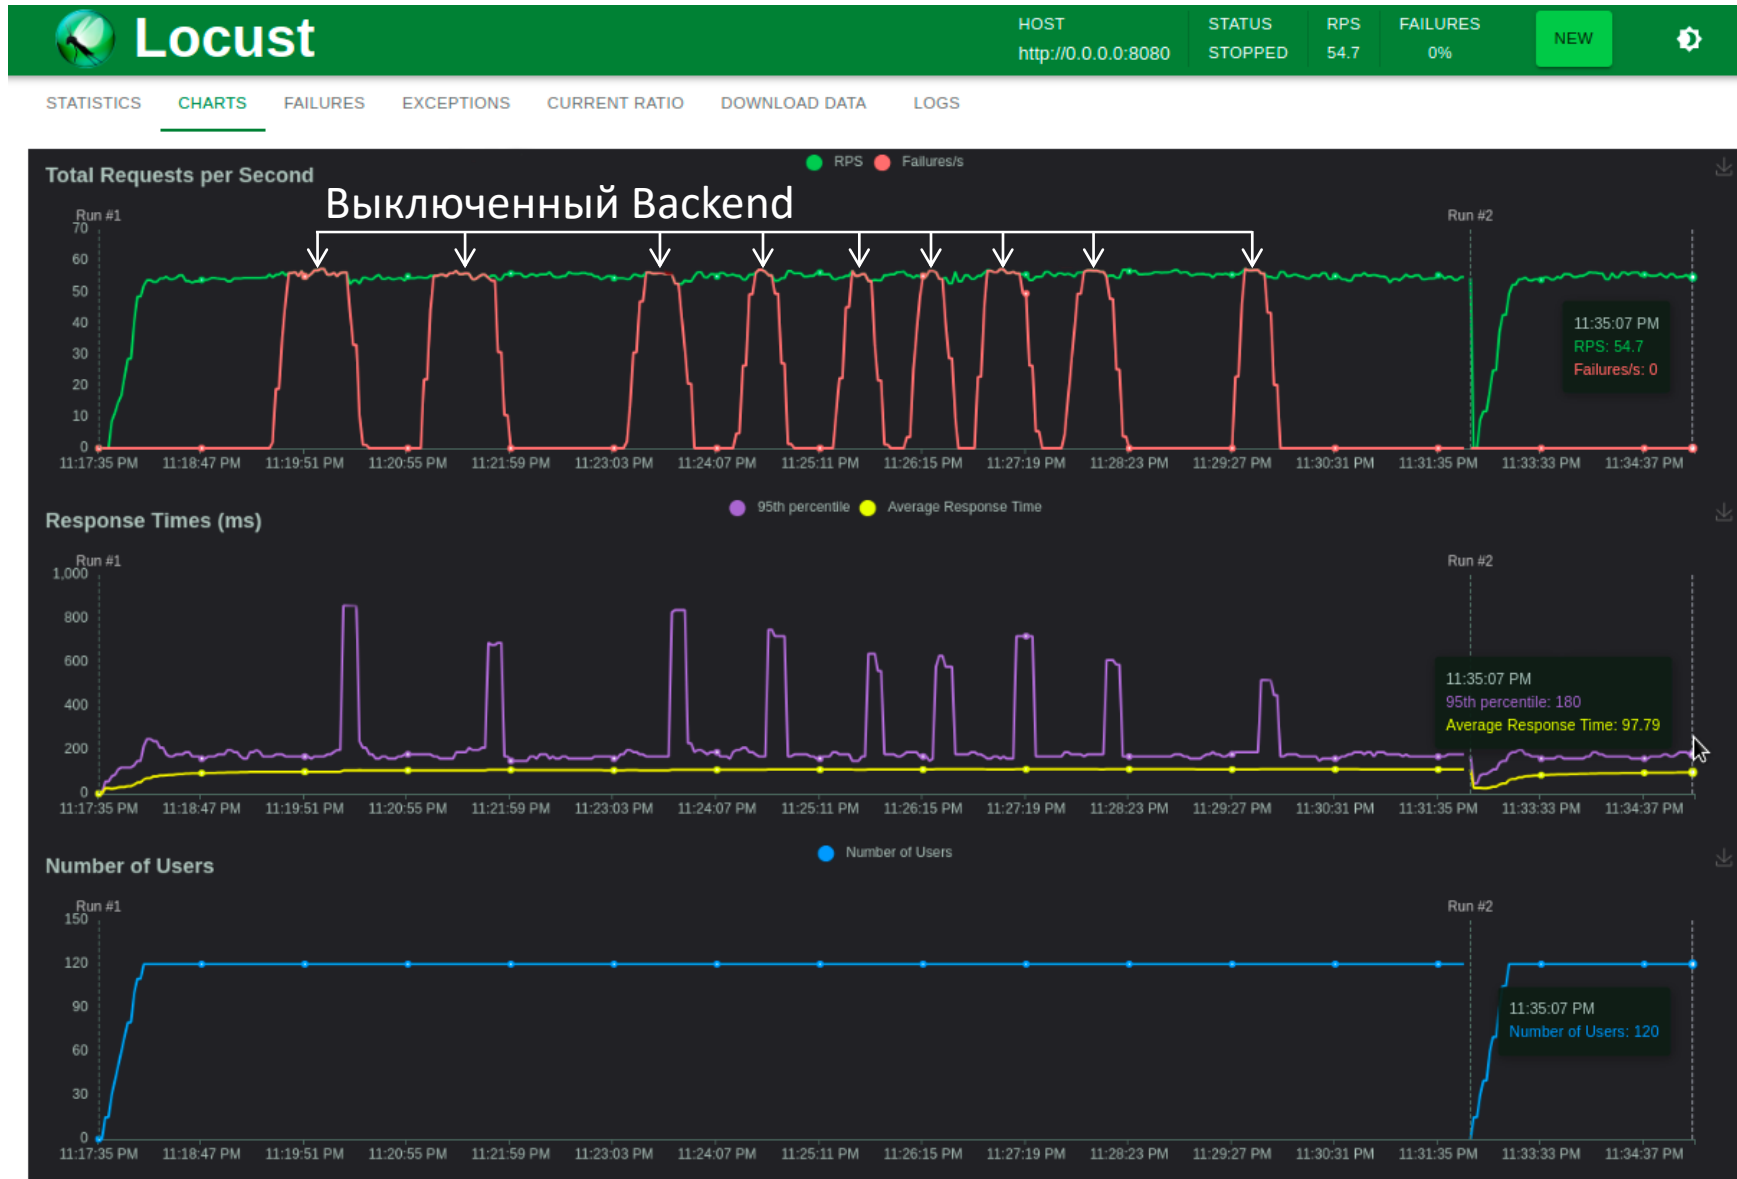 Locust
HOST
http://0.0.0.0:8080
STATUS
STOPPED
RPS
54.7
FAILURES
0%
NEW
STATISTICS CHARTS FAILURES EXCEPTIONS CURRENT RATIO DOWNLOAD DATA LOGS
Total Requests per Second
RPS Failures/s
Выключенный Backend
Run #1
Run #2
70
60
50
40
30
20
10
0
11:35:07 PM
RPS: 54.7
Failures/s: 0
11:17:35 PM 11:18:47 PM 11:19:51 PM 11:20:55 PM 11:21:59 PM 11:23:03 PM 11:24:07 PM 11:25:11 PM 11:26:15 PM 11:27:19 PM 11:28:23 PM 11:29:27 PM 11:30:31 PM 11:31:35 PM 11:33:33 PM 11:34:37 PM
Response Times (ms)
95th percentile Average Response Time
Run #1
Run #2
1,000
800
600
400
200
0
11:35:07 PM
95th percentile: 180
Average Response Time: 97.79
11:17:35 PM 11:18:47 PM 11:19:51 PM 11:20:55 PM 11:21:59 PM 11:23:03 PM 11:24:07 PM 11:25:11 PM 11:26:15 PM 11:27:19 PM 11:28:23 PM 11:29:27 PM 11:30:31 PM 11:31:35 PM 11:33:33 PM 11:34:37 PM
Number of Users
Number of Users
Run #1
Run #2
150
120
90
60
30
0
11:35:07 PM
Number of Users: 120
11:17:35 PM 11:18:47 PM 11:19:51 PM 11:20:55 PM 11:21:59 PM 11:23:03 PM 11:24:07 PM 11:25:11 PM 11:26:15 PM 11:27:19 PM 11:28:23 PM 11:29:27 PM 11:30:31 PM 11:31:35 PM 11:33:33 PM 11:34:37 PM